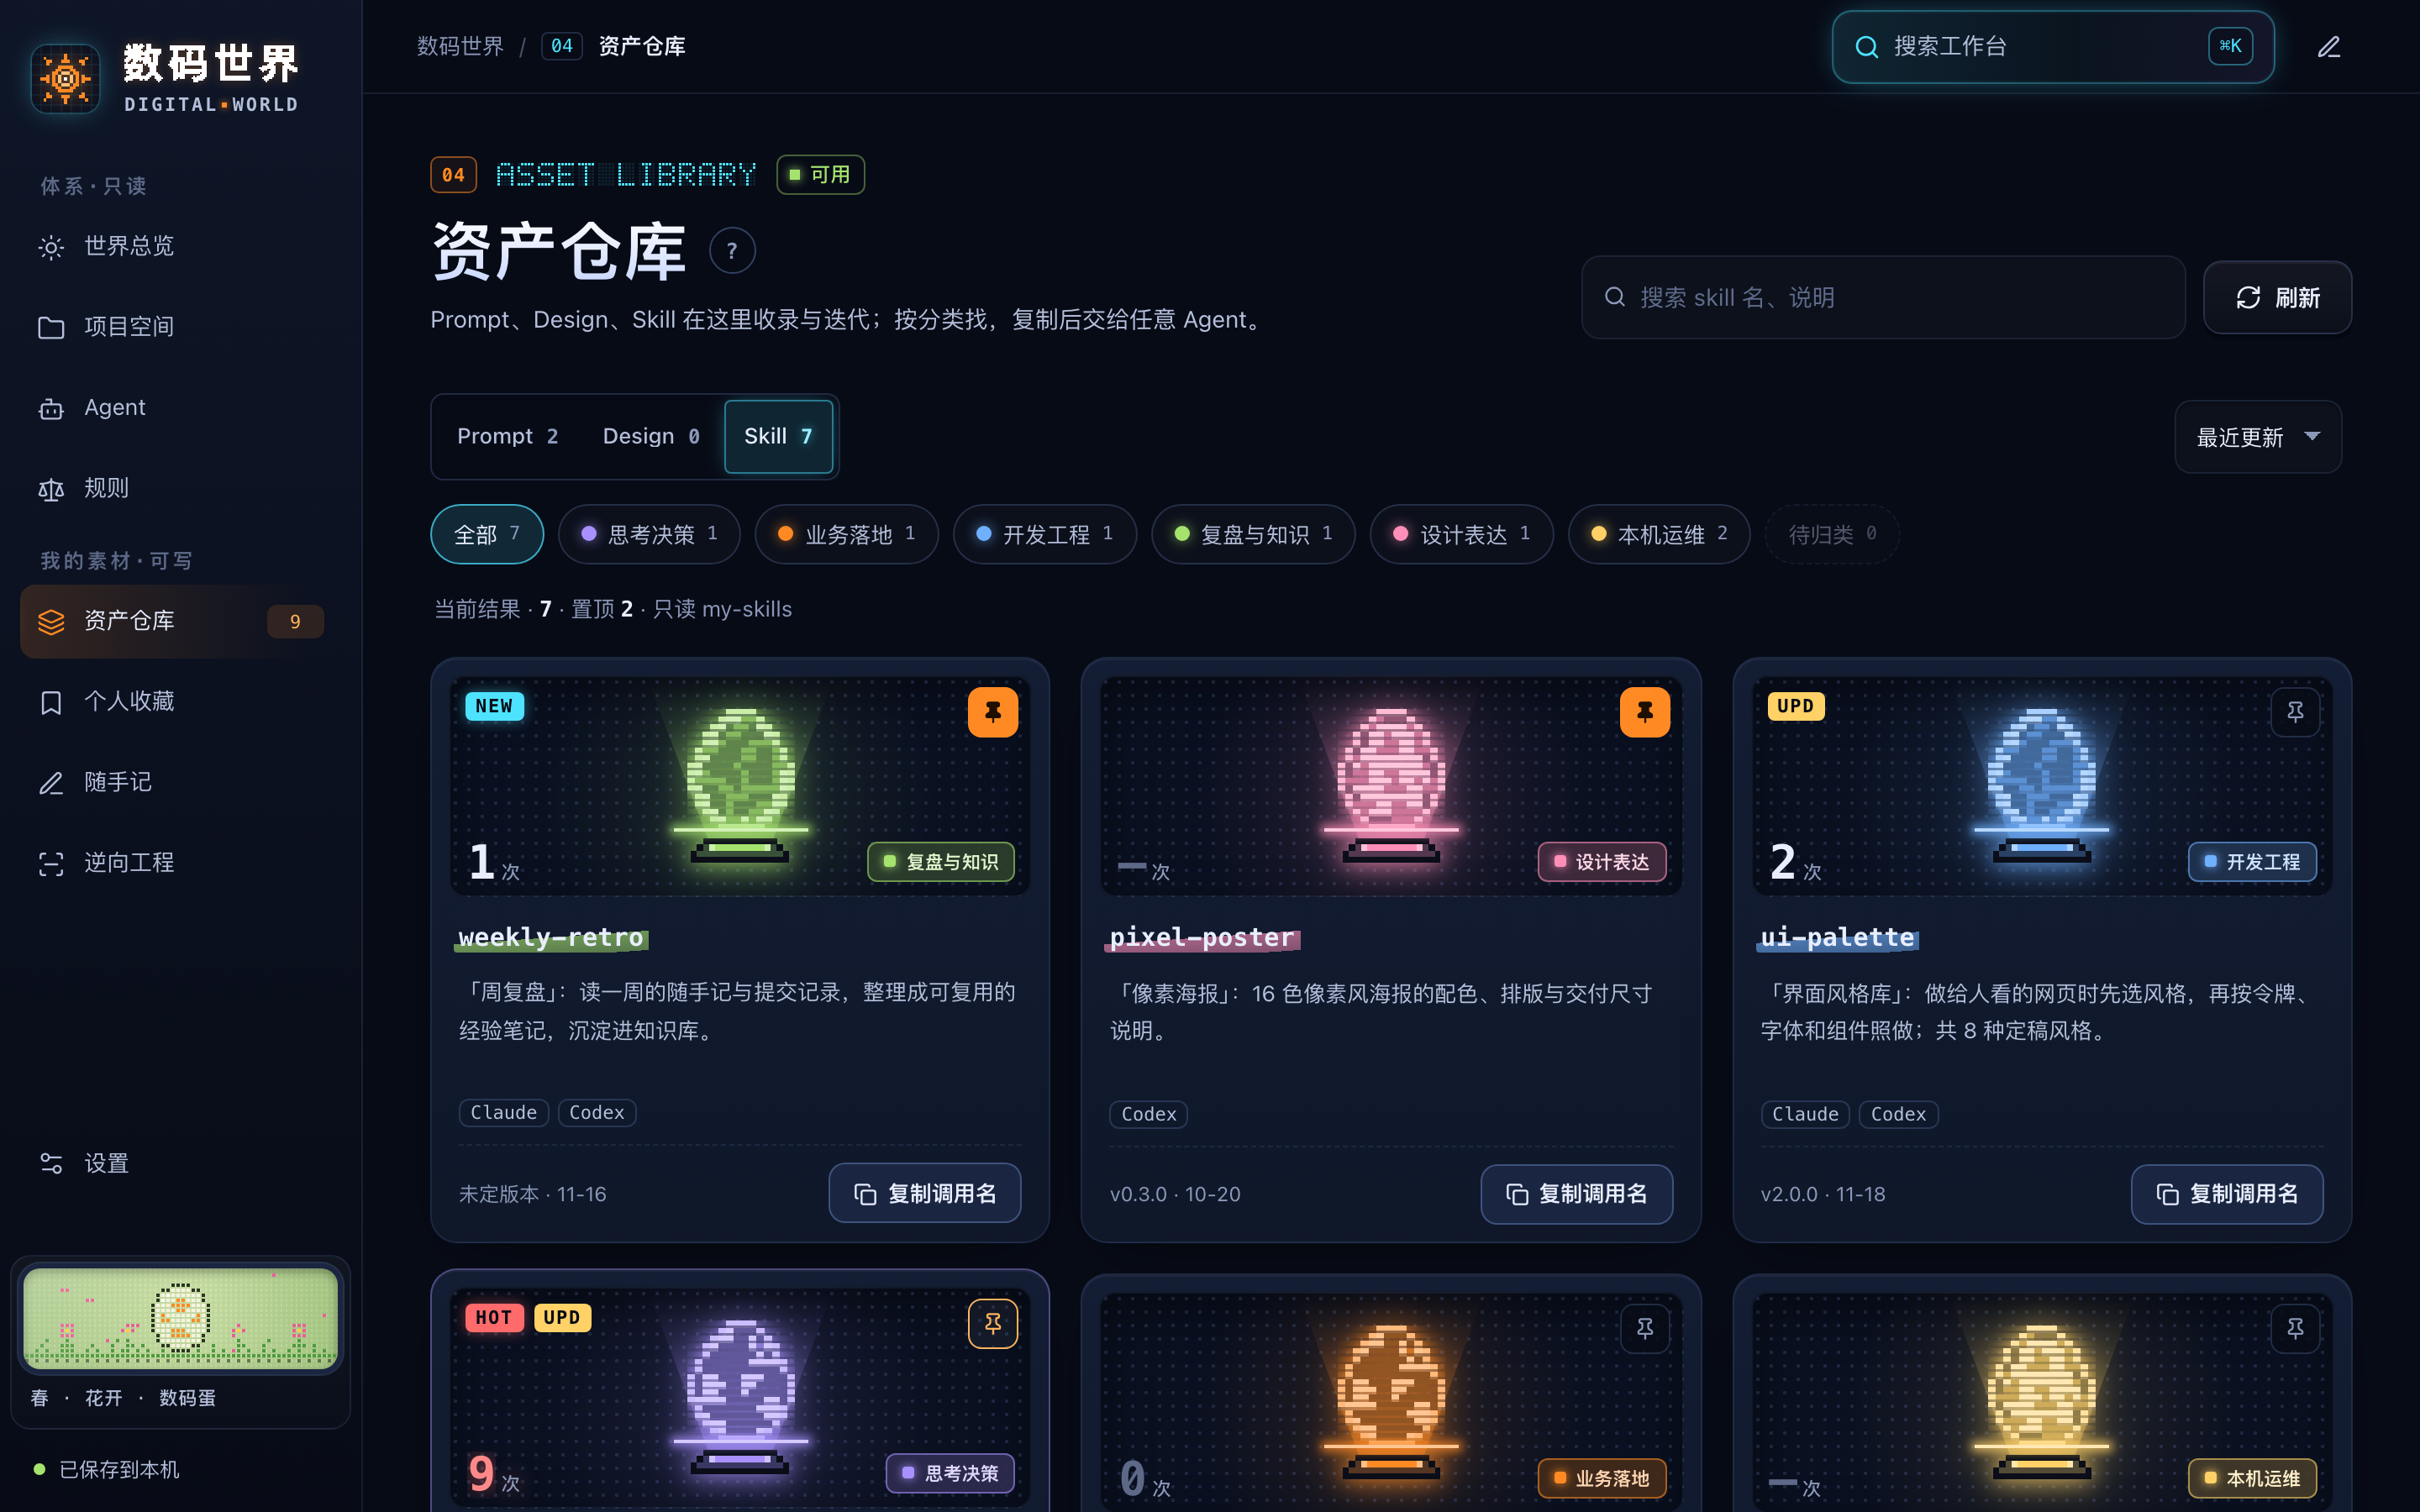 数码世界
DIGITAL▪WORLD
体系·只读
世界总览
项目空间
Agent
规则
我的素材·可写
资产仓库 9
个人收藏
随手记
逆向工程
设置
春 · 花开 · 数码蛋
已保存到本机
数码世界 / 04 资产仓库
搜索工作台 ⌘K
04 ASSET LIBRARY 可用
资产仓库 ?
Prompt、Design、Skill 在这里收录与迭代；按分类找，复制后交给任意 Agent。
搜索 skill 名、说明
刷新
Prompt 2 Design 0 Skill 7
最近更新
全部 7 思考决策 1 业务落地 1 开发工程 1 复盘与知识 1 设计表达 1 本机运维 2 待归类 0
当前结果 · 7 · 置顶 2 · 只读 my-skills
NEW
1 次
复盘与知识
weekly-retro
「周复盘」：读一周的随手记与提交记录，整理成可复用的
经验笔记，沉淀进知识库。
Claude Codex
未定版本 · 11-16
复制调用名
— 次
设计表达
pixel-poster
「像素海报」：16 色像素风海报的配色、排版与交付尺寸
说明。
Codex
v0.3.0 · 10-20
复制调用名
UPD
2 次
开发工程
ui-palette
「界面风格库」：做给人看的网页时先选风格，再按令牌、
字体和组件照做；共 8 种定稿风格。
Claude Codex
v2.0.0 · 11-18
复制调用名
HOT UPD
9 次
思考决策
0 次
业务落地
— 次
本机运维